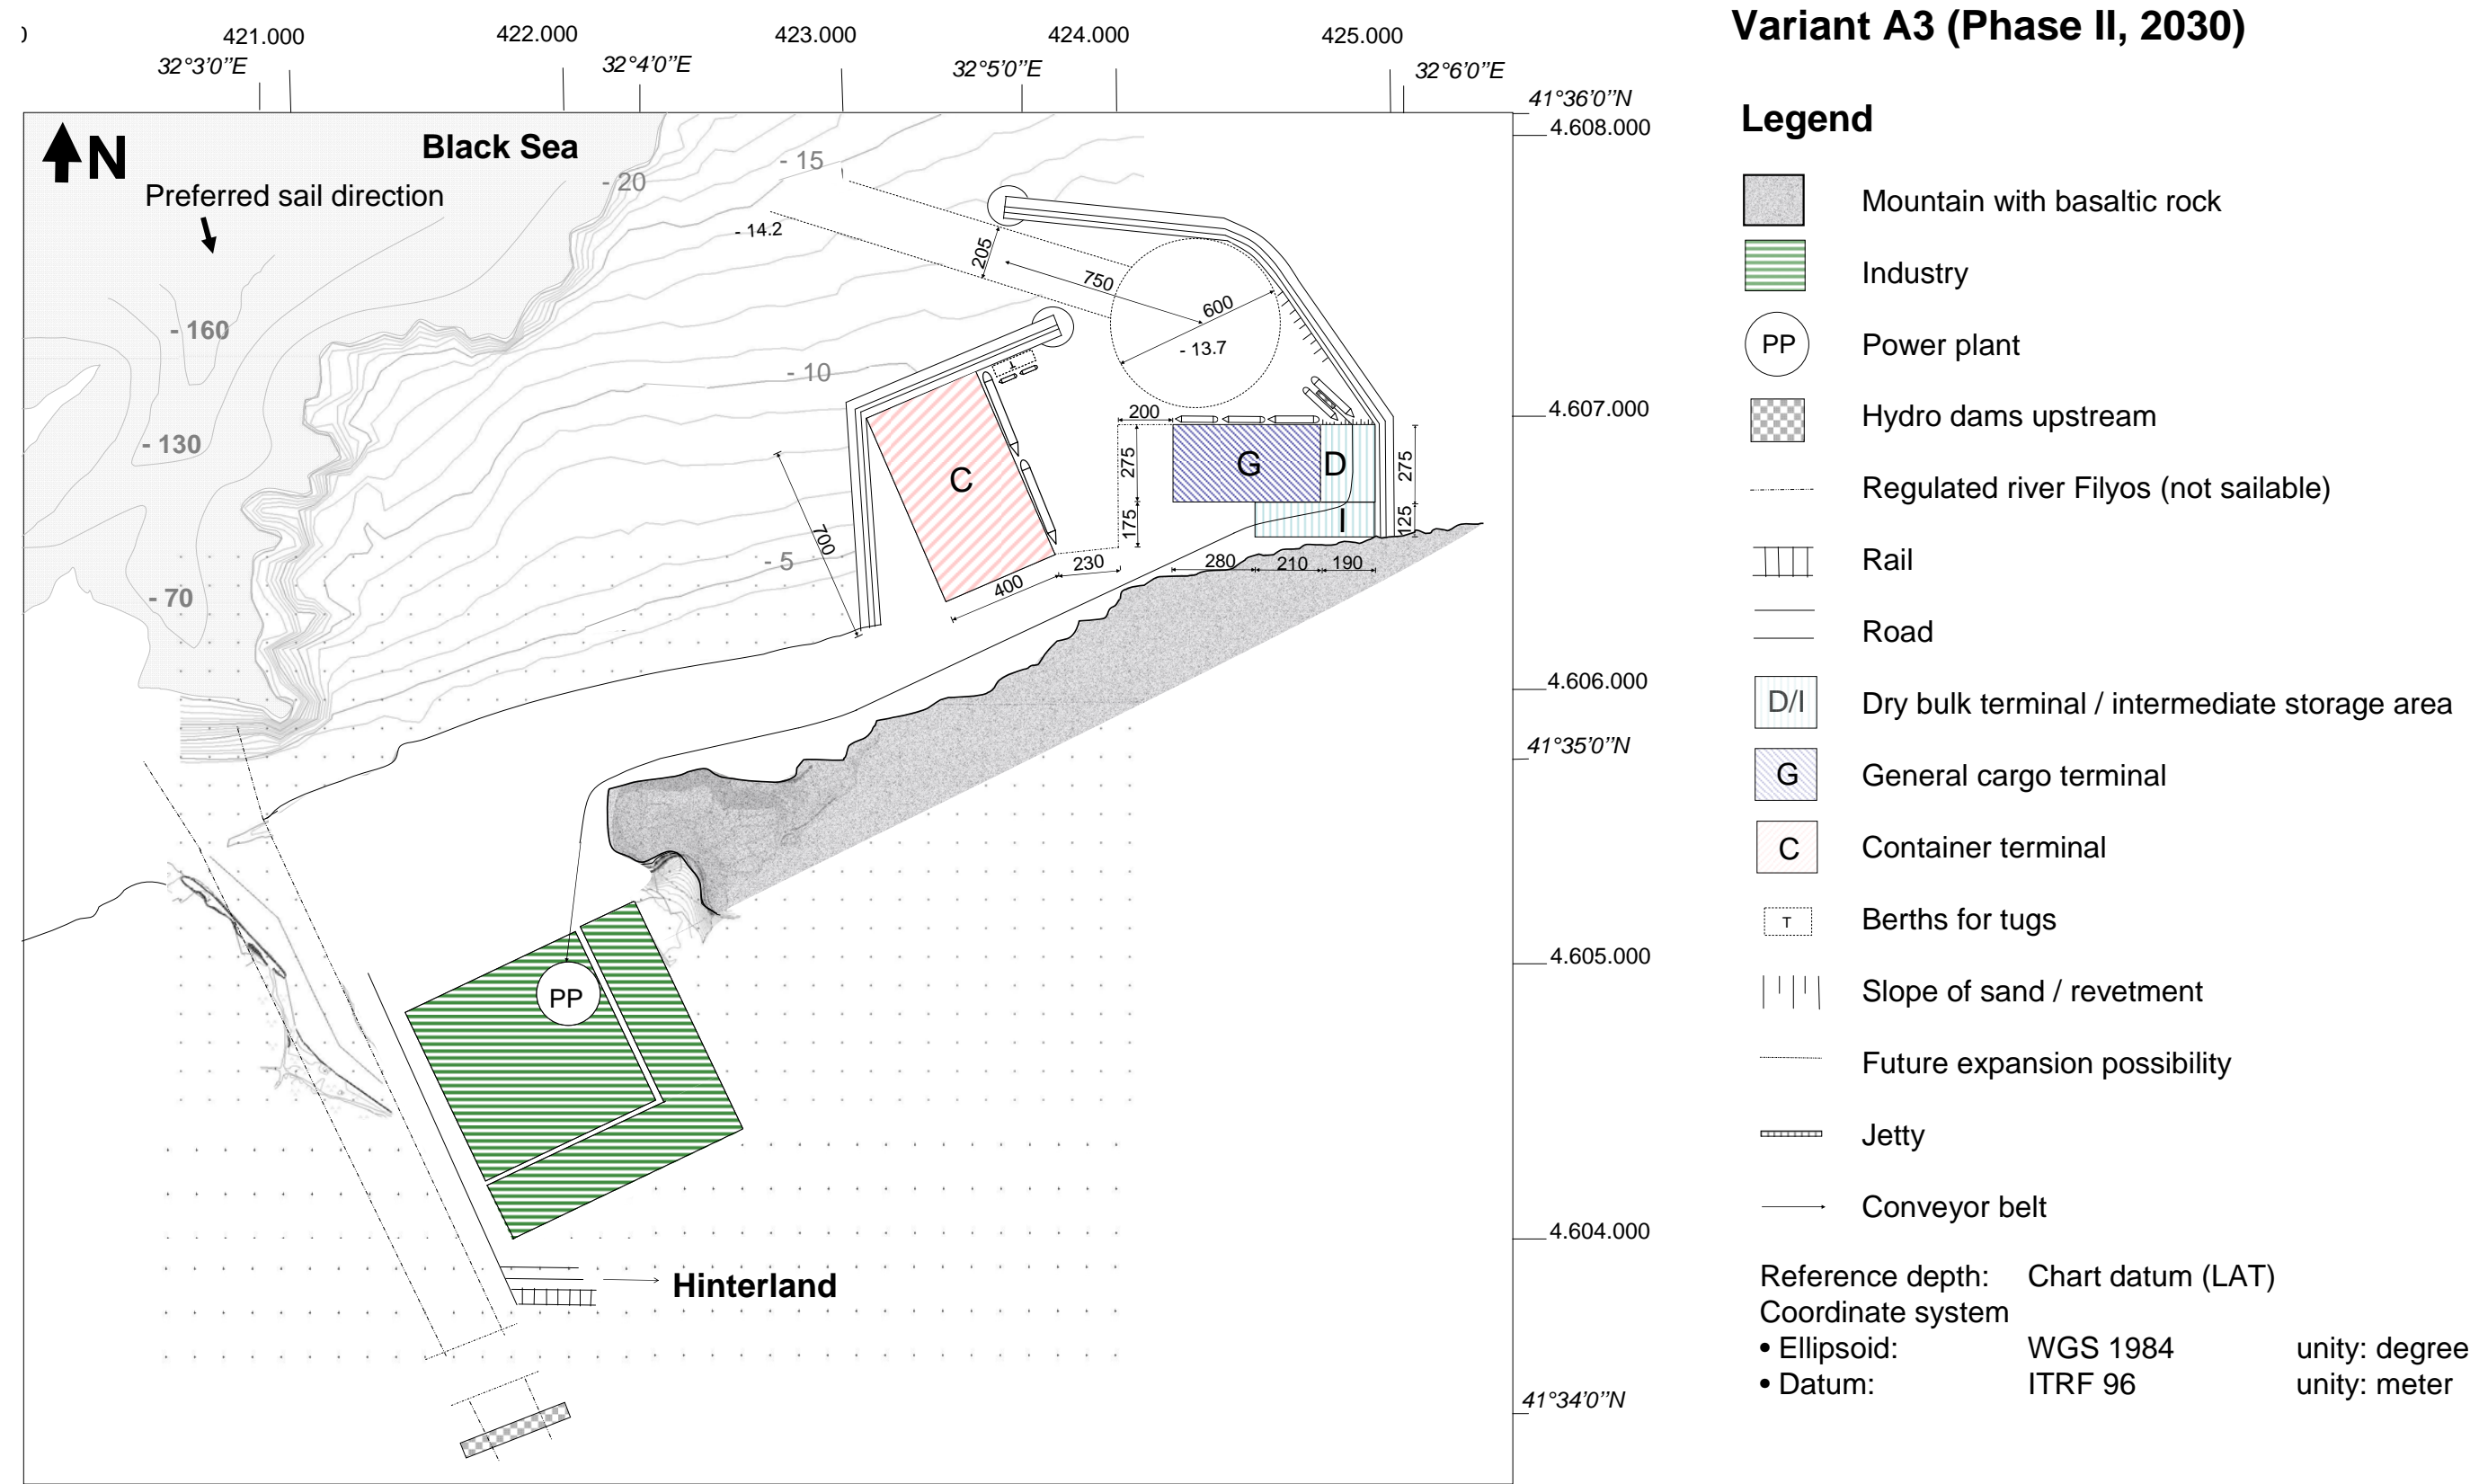 Variant A3 (Phase II, 2030)
421.000
422.000
423.000
424.000
425.000
32°3'0"E
32°4'0"E
32°5'0"E
32°6'0"E
41°36'0"N
4.608.000
4.607.000
4.606.000
41°35'0"N
4.605.000
4.604.000
41°34'0"N
N
Black Sea
Preferred sail direction
- 20
- 15
- 14.2
- 10
- 5
- 160
- 130
- 70
205
750
600
- 13.7
T
C
200
275
175
G
D
I
275
125
700
400
230
280
210
190
PP
Hinterland
Legend
Mountain with basaltic rock
Industry
PP Power plant
Hydro dams upstream
Regulated river Filyos (not sailable)
Rail
Road
D/I Dry bulk terminal / intermediate storage area
G General cargo terminal
C Container terminal
T Berths for tugs
Slope of sand / revetment
Future expansion possibility
Jetty
Conveyor belt
Reference depth: Chart datum (LAT)
Coordinate system
• Ellipsoid: WGS 1984 unity: degree
• Datum: ITRF 96 unity: meter